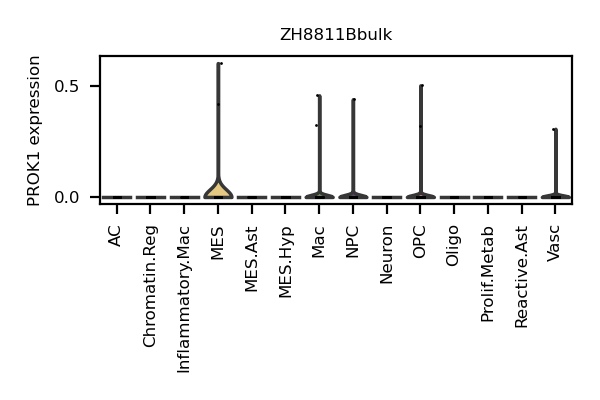 ZH8811Bbulk
PROK1 expression
0.5
0.0
AC
Chromatin.Reg
Inflammatory.Mac
MES
MES.Ast
MES.Hyp
Mac
NPC
Neuron
OPC
Oligo
Prolif.Metab
Reactive.Ast
Vasc